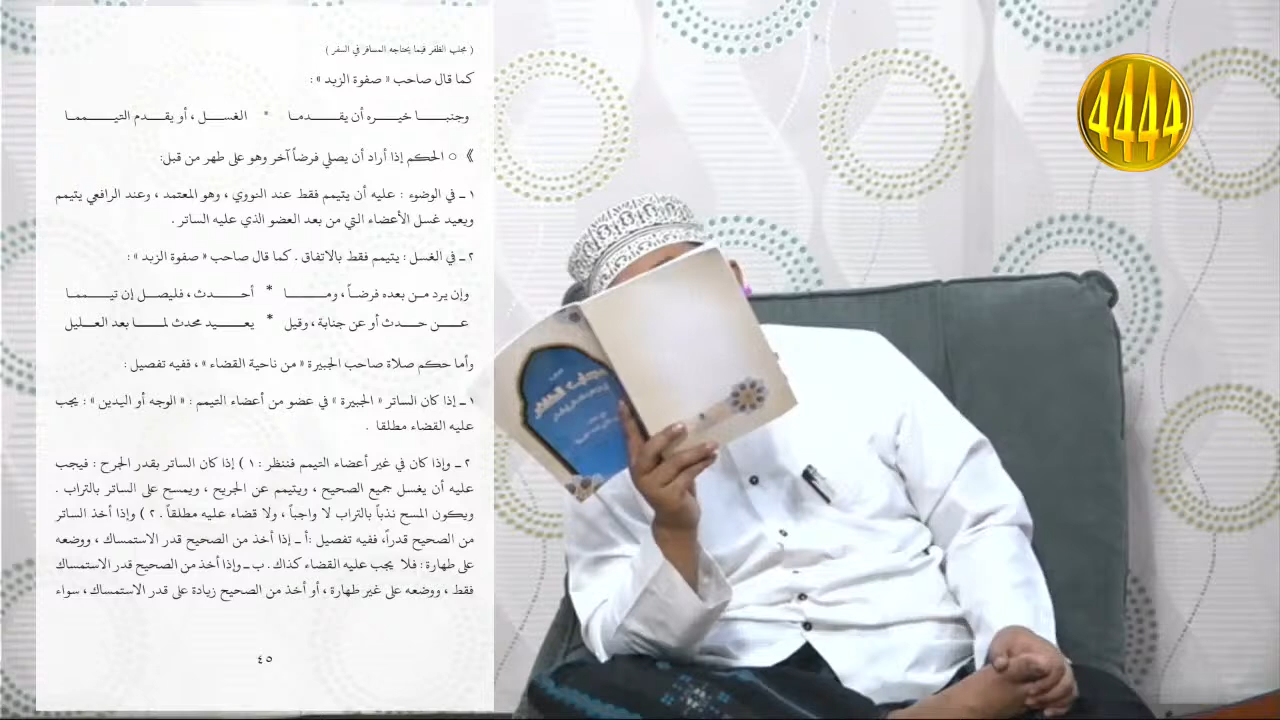 ( مجلب الظفر فيما يحتاجه المسافر في السفر )
كما قال صاحب « صفوة الزبد » :
وجنبا خيره أن يقدما * الغسل ، أو يقدم التيمما
》 ○ الحكم إذا أراد أن يصلي فرضاً آخر وهو على طهر من قبل:
١ ـ في الوضوء : عليه أن يتيمم فقط عند النووي ، وهو المعتمد ، وعند الرافعي يتيمم
ويعيد غسل الأعضاء التي من بعد العضو الذي عليه الساتر .
٢ ـ في الغسل : يتيمم فقط بالاتفاق . كما قال صاحب « صفوة الزبد » :
وإن يرد من بعده فرضاً ، وما * أحدث ، فليصل إن تيمما
عن حدث أو عن جنابة ، وقيل * يعيد محدث لما بعد العليل
وأما حكم صلاة صاحب الجبيرة « من ناحية القضاء » ، ففيه تفصيل :
١ ـ إذا كان الساتر « الجبيرة » في عضو من أعضاء التيمم : « الوجه أو اليدين » : يجب
عليه القضاء مطلقا .
٢ ـ وإذا كان في غير أعضاء التيمم فننظر : ١ ) إذا كان الساتر بقدر الجرح : فيجب
عليه أن يغسل جميع الصحيح ، ويتيمم عن الجريح ، ويمسح على الساتر بالتراب .
ويكون المسح ندباً بالتراب لا واجباً ، ولا قضاء عليه مطلقاً . ٢ ) وإذا أخذ الساتر
من الصحيح قدراً، ففيه تفصيل :أ ـ إذا أخذ من الصحيح قدر الاستمساك ، ووضعه
على طهارة : فلا يجب عليه القضاء كذاك . ب ـ وإذا أخذ من الصحيح قدر الاستمساك
فقط ، ووضعه على غير طهارة ، أو أخذ من الصحيح زيادة على قدر الاستمساك ، سواء
٤٥
4444